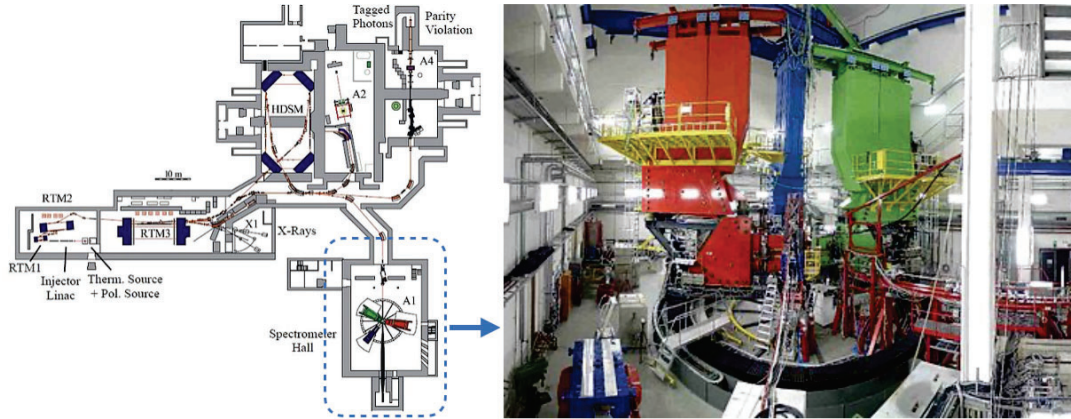 Tagged
Photons
Parity
Violation
A4
A2
HDSM
10 m
RTM2
RTM3
X1
X-Rays
RTM1
Injector
Linac
Therm. Source
+ Pol. Source
A1
Spectrometer
Hall